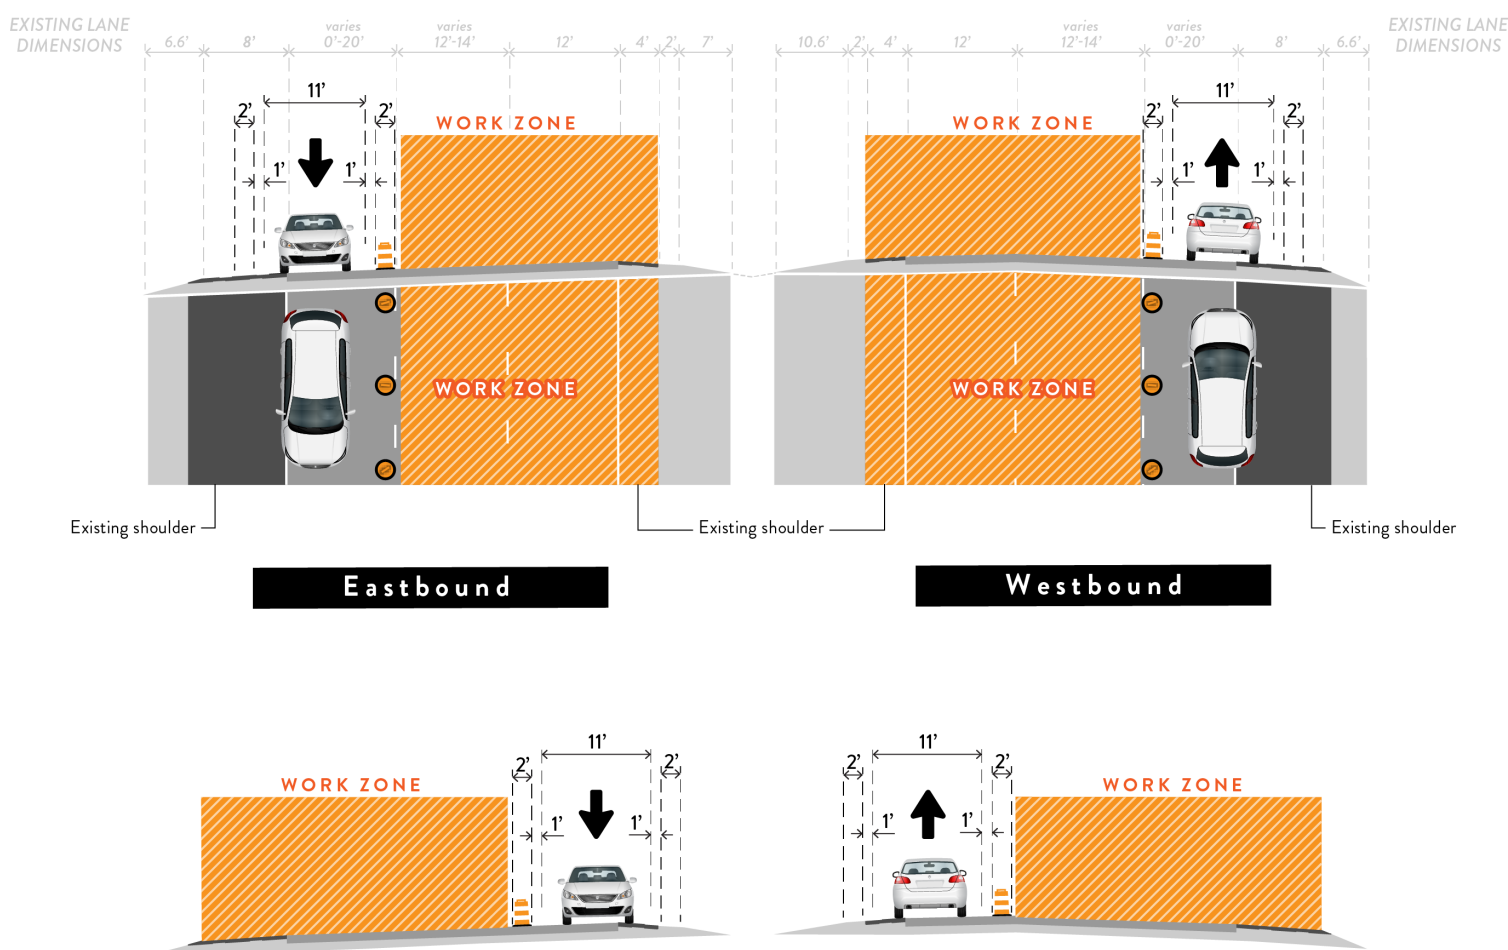 EXISTING LANE
DIMENSIONS
6.6’
8’
varies
0’-20’
varies
12’-14’
12’
4’
2’
7’
10.6’
2’
4’
12’
varies
12’-14’
varies
0’-20’
8’
6.6’
EXISTING LANE
DIMENSIONS
11’
2’
2’
1’
1’
WORK ZONE
WORK ZONE
11’
2’
2’
1’
1’
WORK ZONE
WORK ZONE
Existing shoulder
Existing shoulder
Existing shoulder
Eastbound
Westbound
WORK ZONE
11’
2’
2’
1’
1’
11’
2’
2’
1’
1’
WORK ZONE